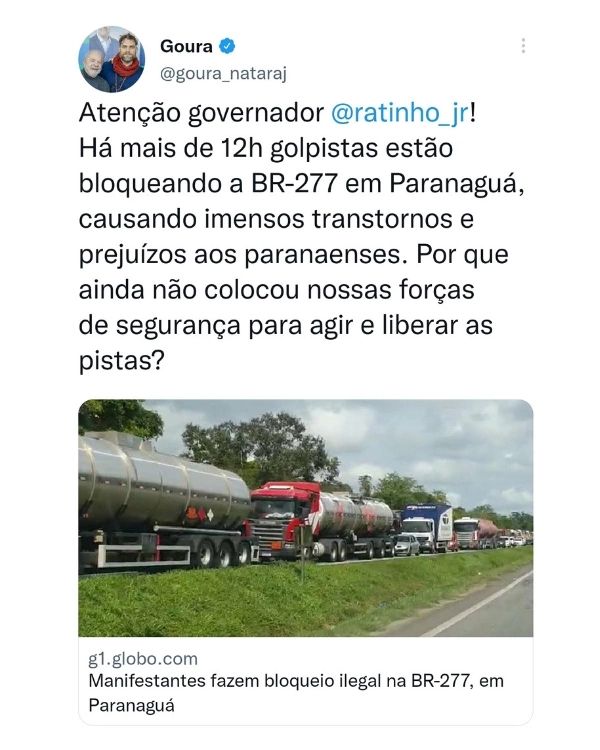 Goura
@goura_nataraj
Atenção governador @ratinho_jr!
Há mais de 12h golpistas estão
bloqueando a BR-277 em Paranaguá,
causando imensos transtornos e
prejuízos aos paranaenses. Por que
ainda não colocou nossas forças
de segurança para agir e liberar as
pistas?
g1.globo.com
Manifestantes fazem bloqueio ilegal na BR-277, em
Paranaguá